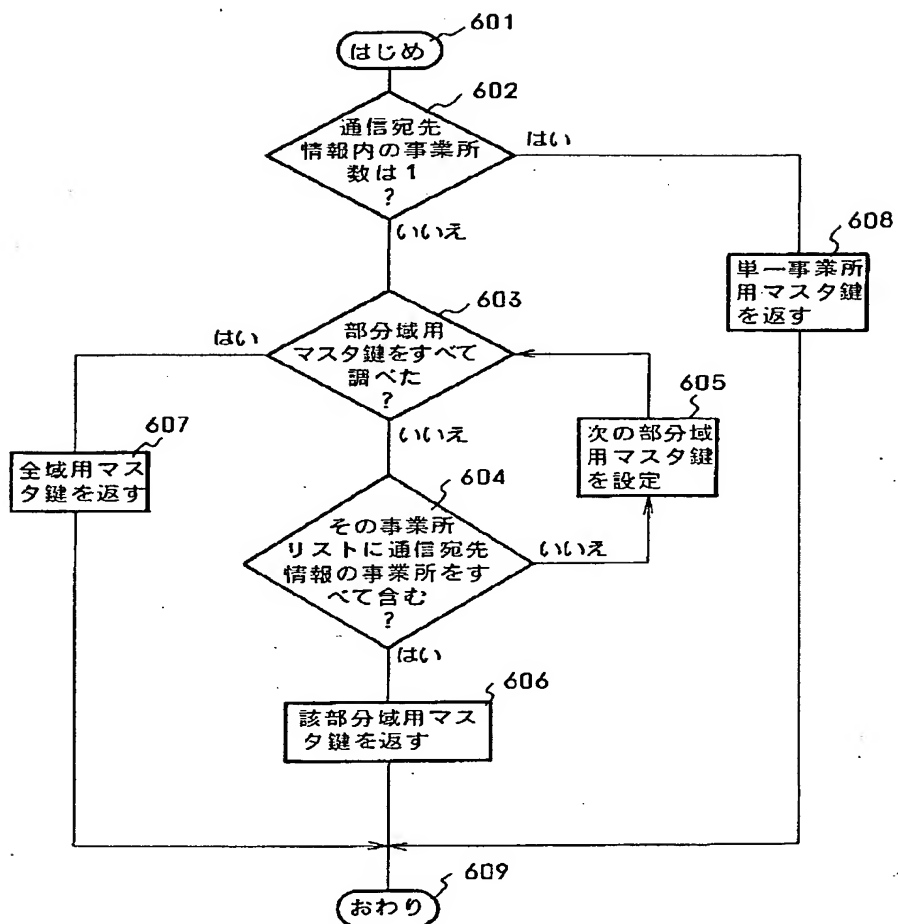 601
はじめ
602
通信宛先
情報内の事業所
数は1
?
はい
いいえ
608
単一事業所
用マスタ鍵
を返す
603
はい
部分域用
マスタ鍵をすべて
調べた
?
いいえ
605
次の部分域
用マスタ鍵
を設定
607
全域用マス
タ鍵を返す
604
その事業所
リストに通信宛先
情報の事業所をす
べて含む
?
いいえ
はい
606
該部分域用マス
タ鍵を返す
609
おわり